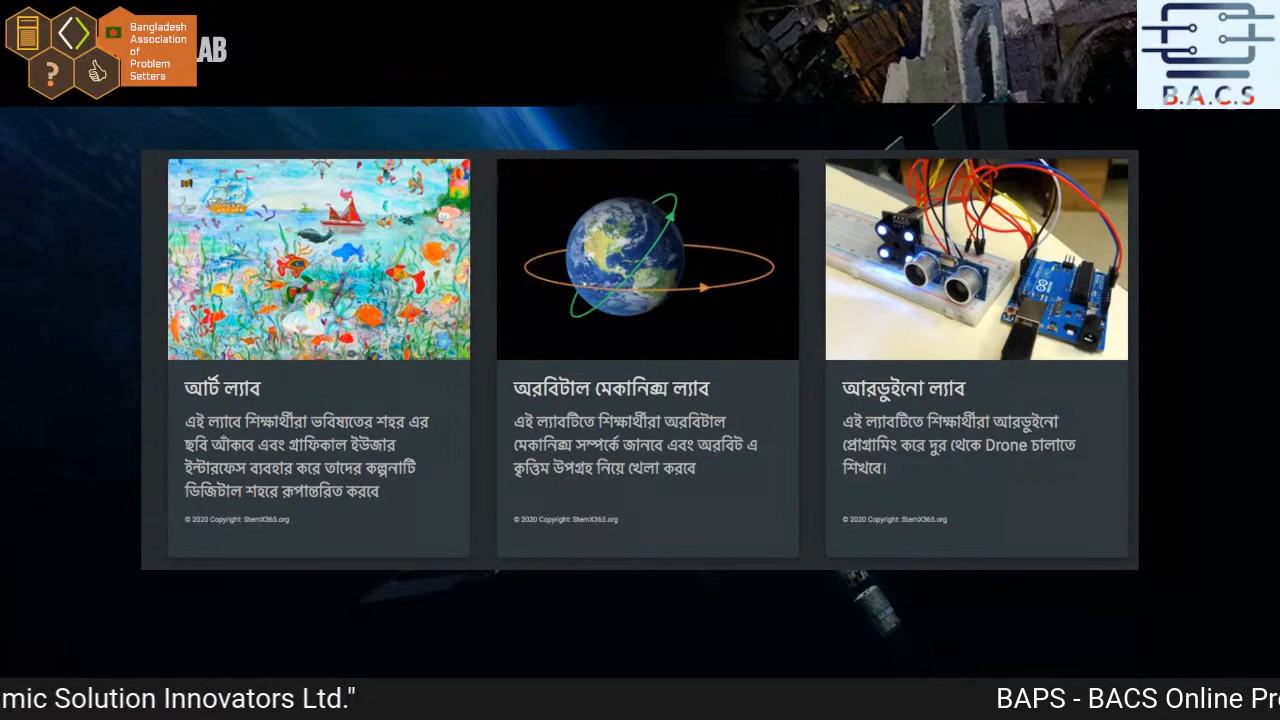 Bangladesh
Association
of
Problem
Setters
AB
B.A.C.S
আর্ট ল্যাব
এই ল্যাবে শিক্ষার্থীরা ভবিষ্যতের শহর এর
ছবি আঁকবে এবং গ্রাফিকাল ইউজার
ইন্টারফেস ব্যবহার করে তাদের কল্পনাটি
ডিজিটাল শহরে রূপান্তরিত করবে
© 2020 Copyright: StemX365.org
অরবিটাল মেকানিক্স ল্যাব
এই ল্যাবটিতে শিক্ষার্থীরা অরবিটাল
মেকানিক্স সম্পর্কে জানবে এবং অরবিট এ
কৃত্তিম উপগ্রহ নিয়ে খেলা করবে
© 2020 Copyright: StemX365.org
আরডুইনো ল্যাব
এই ল্যাবটিতে শিক্ষার্থীরা আরডুইনো
প্রোগ্রামিং করে দুর থেকে Drone চালাতে
শিখবে।
© 2020 Copyright: StemX365.org
mic Solution Innovators Ltd."
BAPS - BACS Online Pr